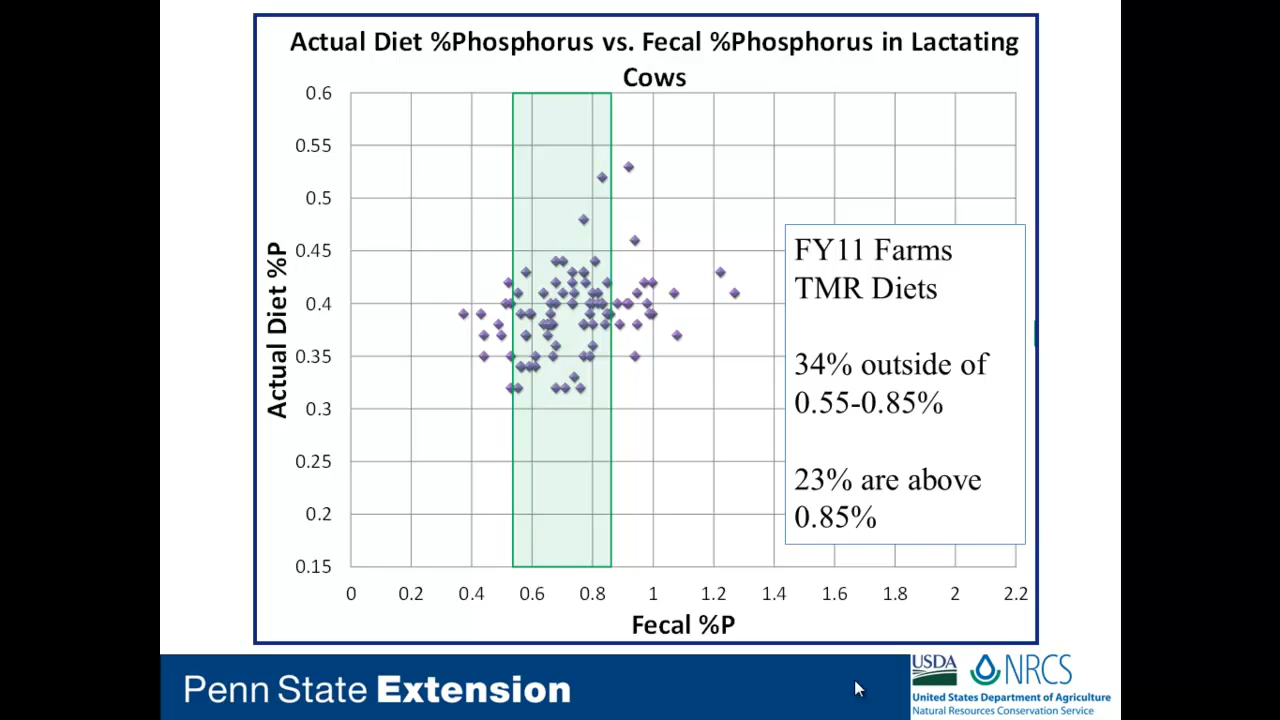 Actual Diet %Phosphorus vs. Fecal %Phosphorus in Lactating
Cows
0.6
0.55
0.5
0.45
0.4
0.35
0.3
0.25
0.2
0.15
Actual Diet %P
0 0.2 0.4 0.6 0.8 1 1.2 1.4 1.6 1.8 2 2.2
Fecal %P
FY11 Farms
TMR Diets
34% outside of
0.55-0.85%
23% are above
0.85%
Penn State Extension
USDA NRCS
United States Department of Agriculture
Natural Resources Conservation Service